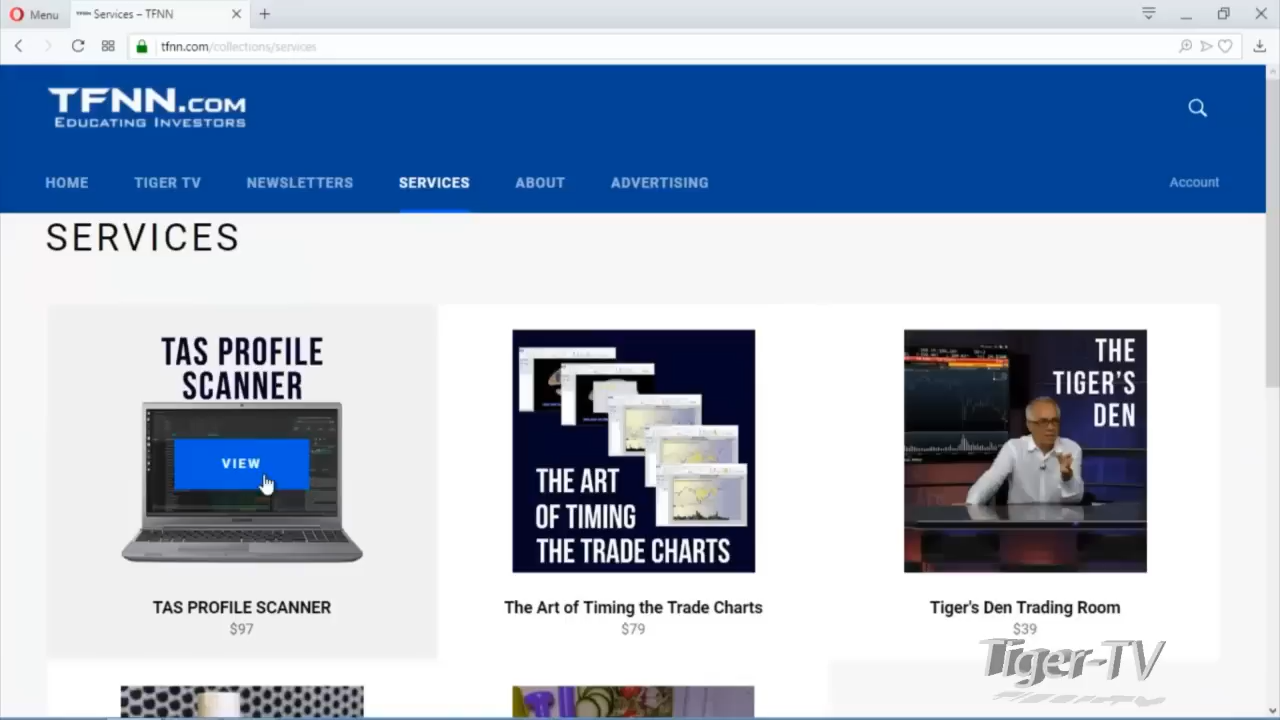 Menu
Services – TFNN
tfnn.com/collections/services
TFNN.COM
EDUCATING INVESTORS
HOME
TIGER TV
NEWSLETTERS
SERVICES
ABOUT
ADVERTISING
Account
SERVICES
TAS PROFILE
SCANNER
VIEW
TAS PROFILE SCANNER
$97
THE ART
OF TIMING
THE TRADE CHARTS
The Art of Timing the Trade Charts
$79
THE
TIGER'S
DEN
Tiger's Den Trading Room
$39
Tiger-TV